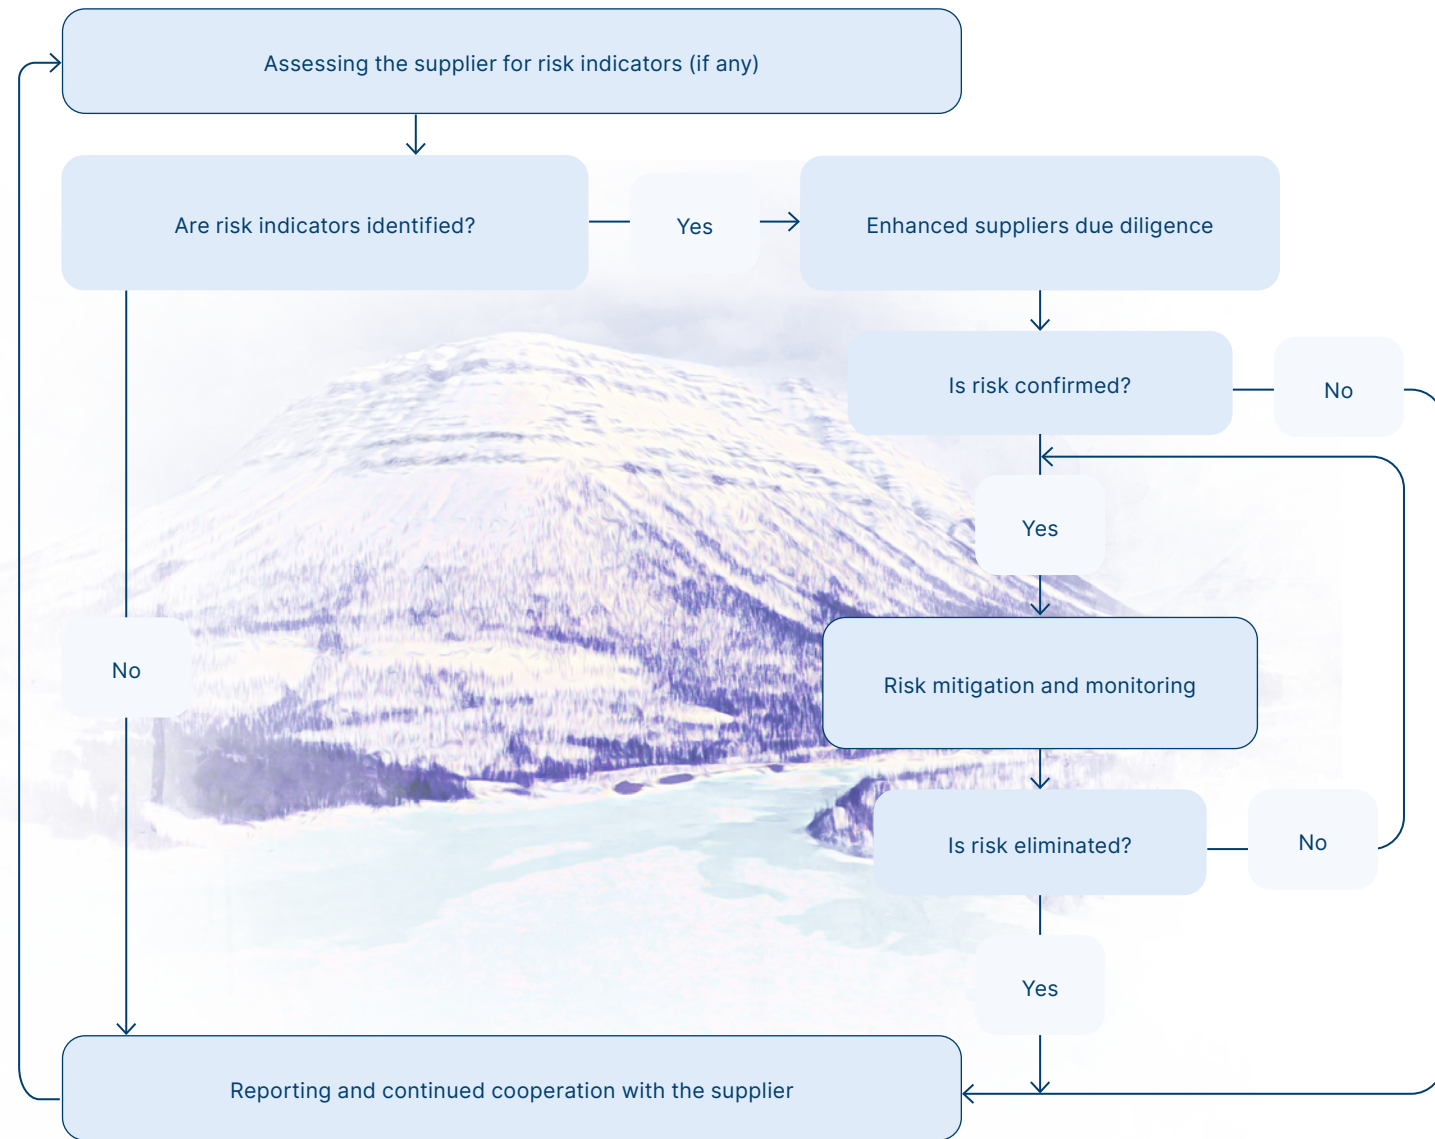 Assessing the supplier for risk indicators (if any)
Are risk indicators identified?
Yes
Enhanced suppliers due diligence
Is risk confirmed?
No
Yes
No
Risk mitigation and monitoring
Is risk eliminated?
No
Yes
Reporting and continued cooperation with the supplier